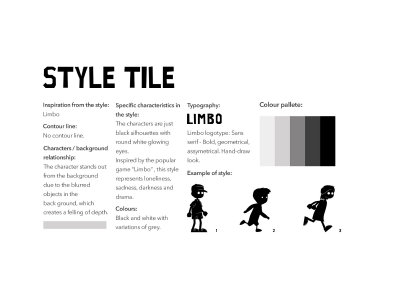 STYLE TILE
Inspiration from the style:
Limbo
Contour line:
No contour line.
Characters / background
relationship:
The character stands out
from the background
due to the blurred
objects in the
back ground, which
creates a felling of depth.
Specific characteristics in
the style:
The characters are just
black silhouettes with
round white glowing
eyes.
Inspired by the popular
game "Limbo", this style
represents loneliness,
sadness, darkness and
drama.
Colours:
Black and white with
variations of grey.
Typography:
LIMBO
Limbo logotype: Sans
serif - Bold, geometrical,
assymetrical. Hand-draw
look.
Example of style:
1
2
3
Colour pallete: